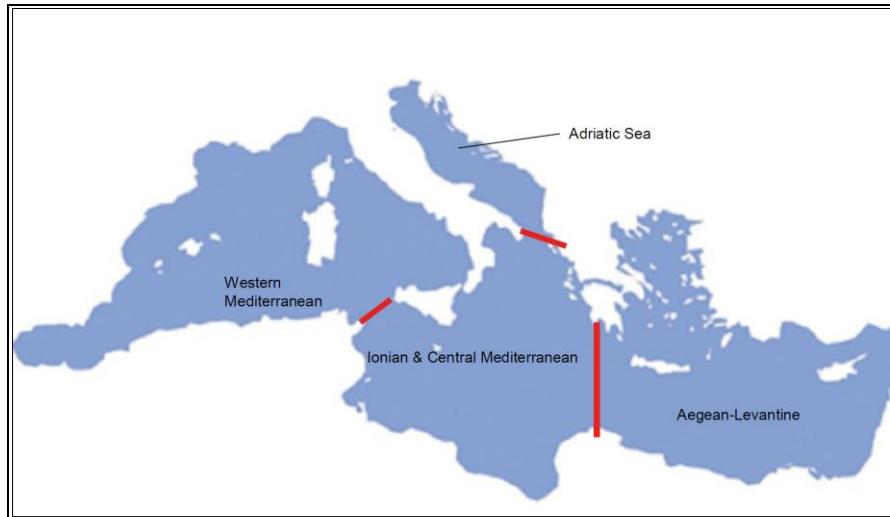 Adriatic Sea
Western
Mediterranean
Ionian & Central Mediterranean
Aegean-Levantine